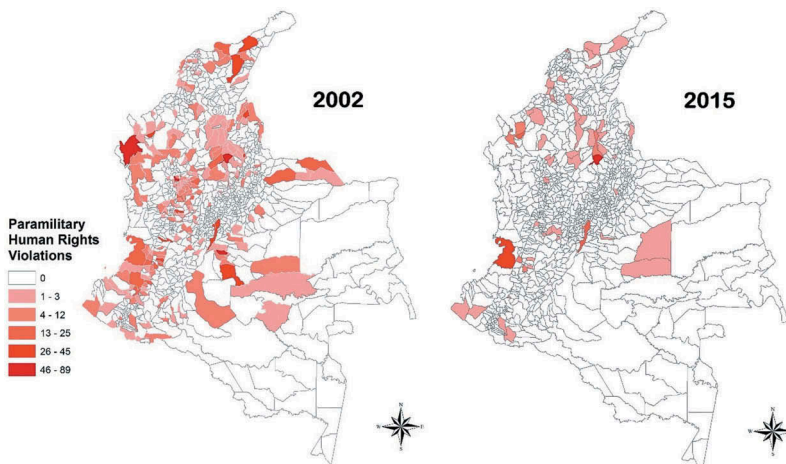 2002
2015
Paramilitary
Human Rights
Violations
0
1 - 3
4 - 12
13 - 25
26 - 45
46 - 89
N
W E
S
N
W E
S